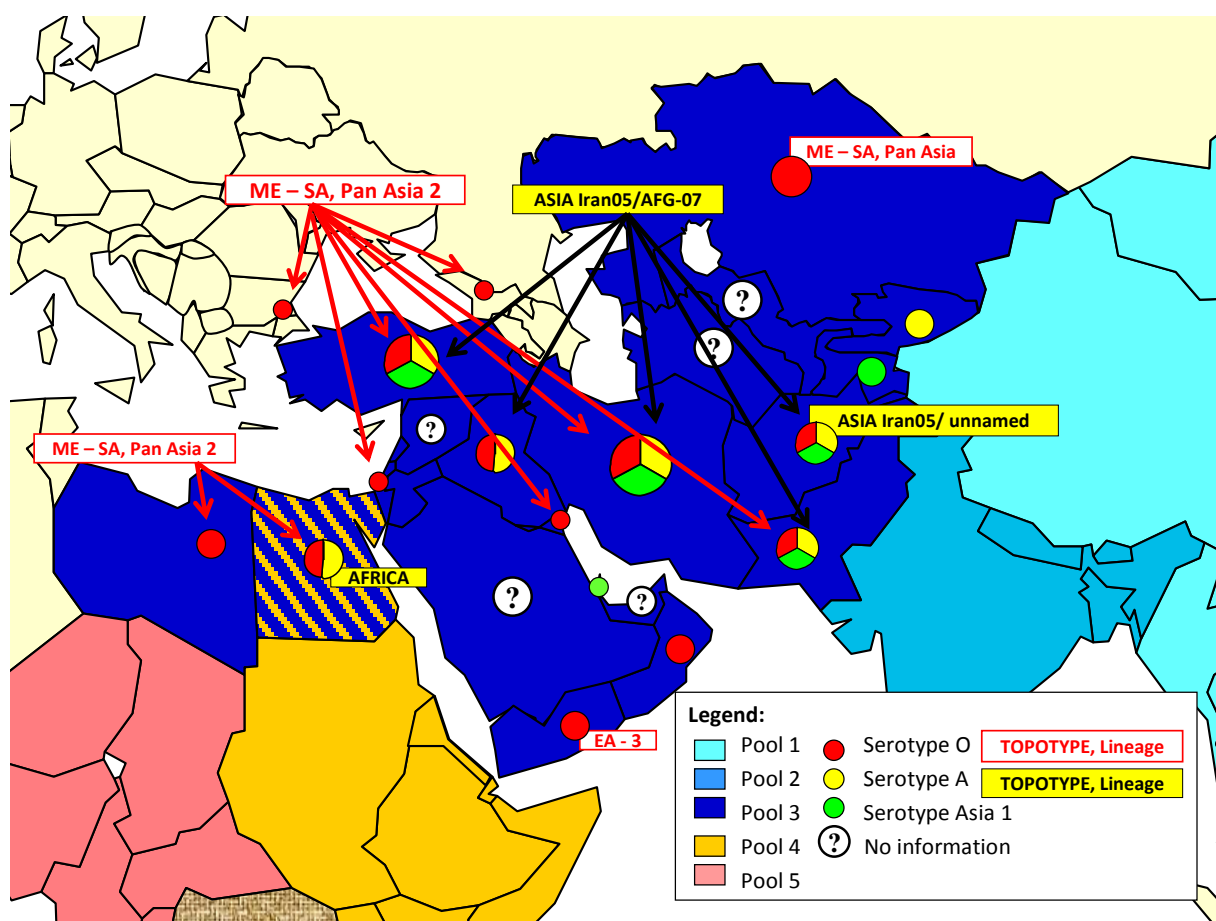 ME – SA, Pan Asia
ME – SA, Pan Asia 2
ASIA Iran05/AFG-07
?
?
ASIA Iran05/ unnamed
?
ME – SA, Pan Asia 2
AFRICA
?
?
EA - 3
Legend:
Pool 1
Pool 2
Pool 3
Pool 4
Pool 5
Serotype O
Serotype A
Serotype Asia 1
? No information
TOPOTYPE, Lineage
TOPOTYPE, Lineage